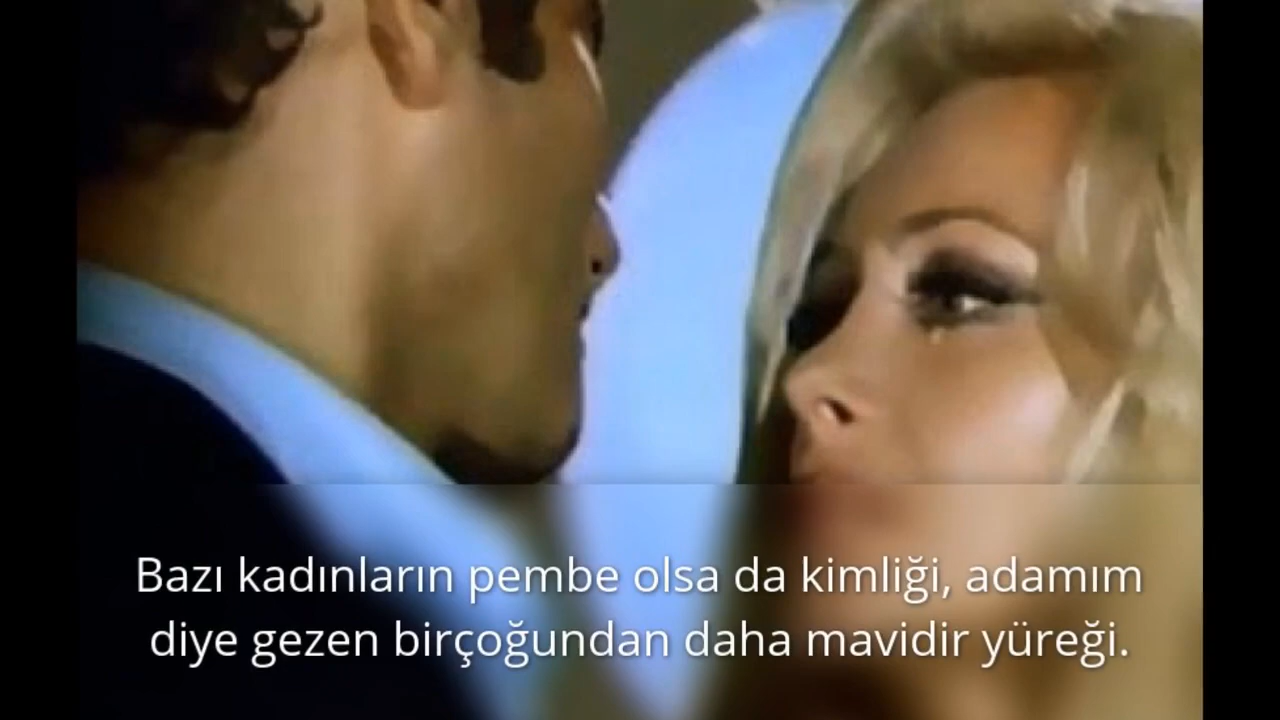 Bazı kadınların pembe olsa da kimliği, adamım
diye gezen birçoğundan daha mavidir yüreği.